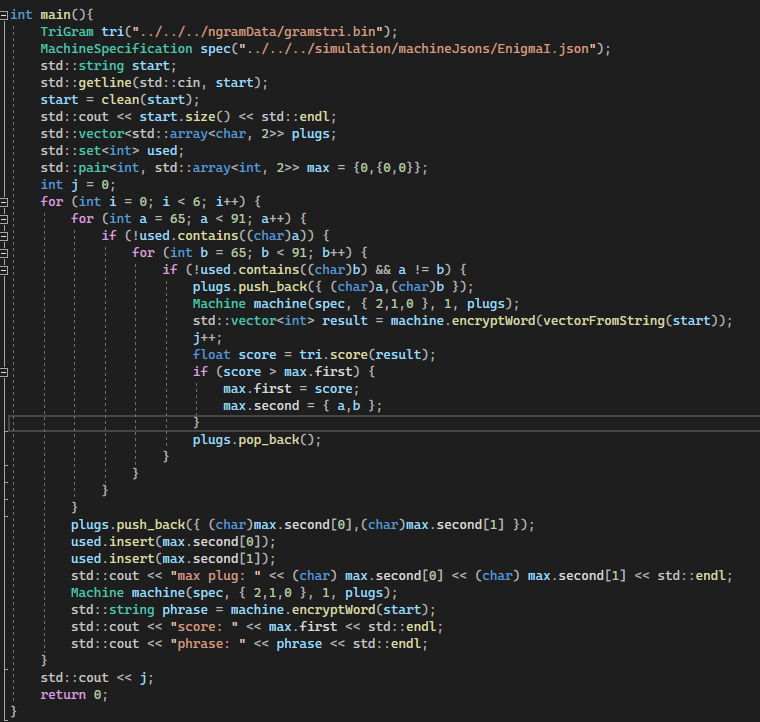 int main(){
    TriGram tri("../../../ngramData/gramstri.bin");
    MachineSpecification spec("../../../simulation/machineJsons/EnigmaI.json");
    std::string start;
    std::getline(std::cin, start);
    start = clean(start);
    std::cout << start.size() << std::endl;
    std::vector<std::array<char, 2>> plugs;
    std::set<int> used;
    std::pair<int, std::array<int, 2>> max = {0,{0,0}};
    int j = 0;
    for (int i = 0; i < 6; i++) {
        for (int a = 65; a < 91; a++) {
            if (!used.contains((char)a)) {
                for (int b = 65; b < 91; b++) {
                    if (!used.contains((char)b) && a != b) {
                        plugs.push_back({ (char)a,(char)b });
                        Machine machine(spec, { 2,1,0 }, 1, plugs);
                        std::vector<int> result = machine.encryptWord(vectorFromString(start));
                        j++;
                        float score = tri.score(result);
                        if (score > max.first) {
                            max.first = score;
                            max.second = { a,b };
                        }
                        plugs.pop_back();
                    }
                }
            }
        }
        plugs.push_back({ (char)max.second[0],(char)max.second[1] });
        used.insert(max.second[0]);
        used.insert(max.second[1]);
        std::cout << "max plug: " << (char) max.second[0] << (char) max.second[1] << std::endl;
        Machine machine(spec, { 2,1,0 }, 1, plugs);
        std::string phrase = machine.encryptWord(start);
        std::cout << "score: " << max.first << std::endl;
        std::cout << "phrase: " << phrase << std::endl;
    }
    std::cout << j;
    return 0;
}